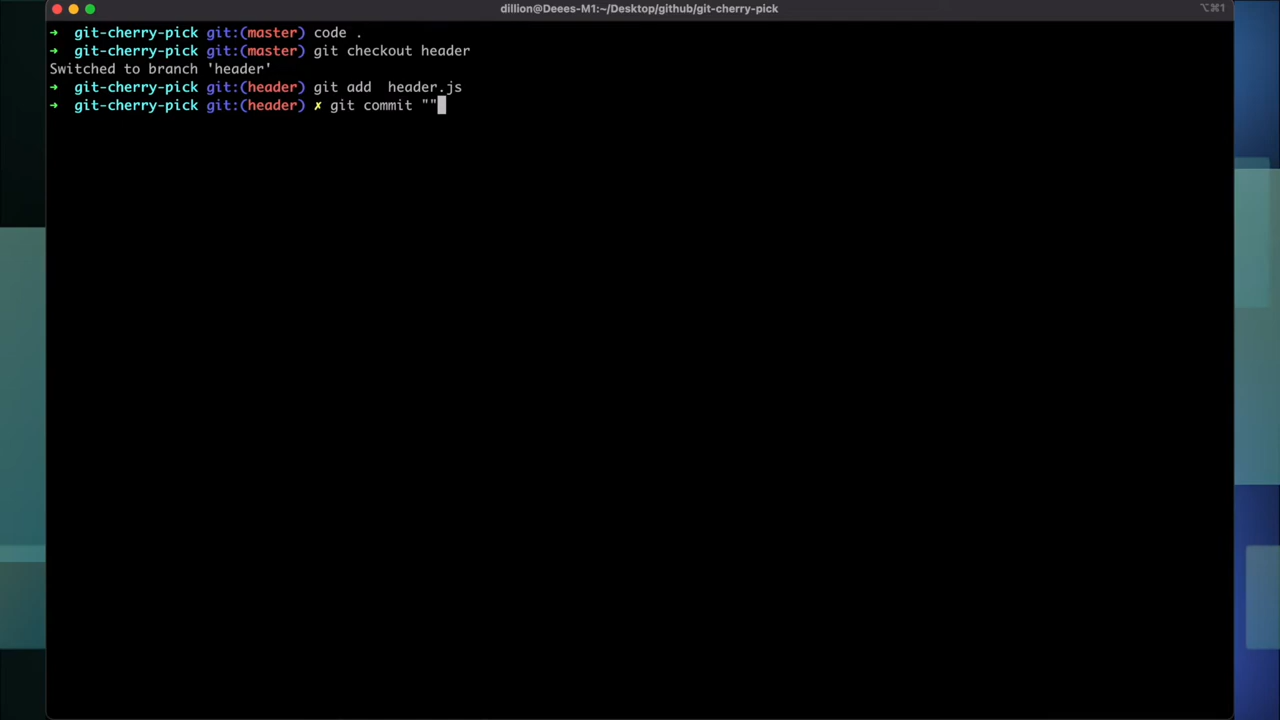 dillion@Deees-M1:~/Desktop/github/git-cherry-pick
⌥⌘1
➜  git-cherry-pick git:(master) code .
➜  git-cherry-pick git:(master) git checkout header
Switched to branch 'header'
➜  git-cherry-pick git:(header) git add  header.js
➜  git-cherry-pick git:(header) ✗ git commit ""